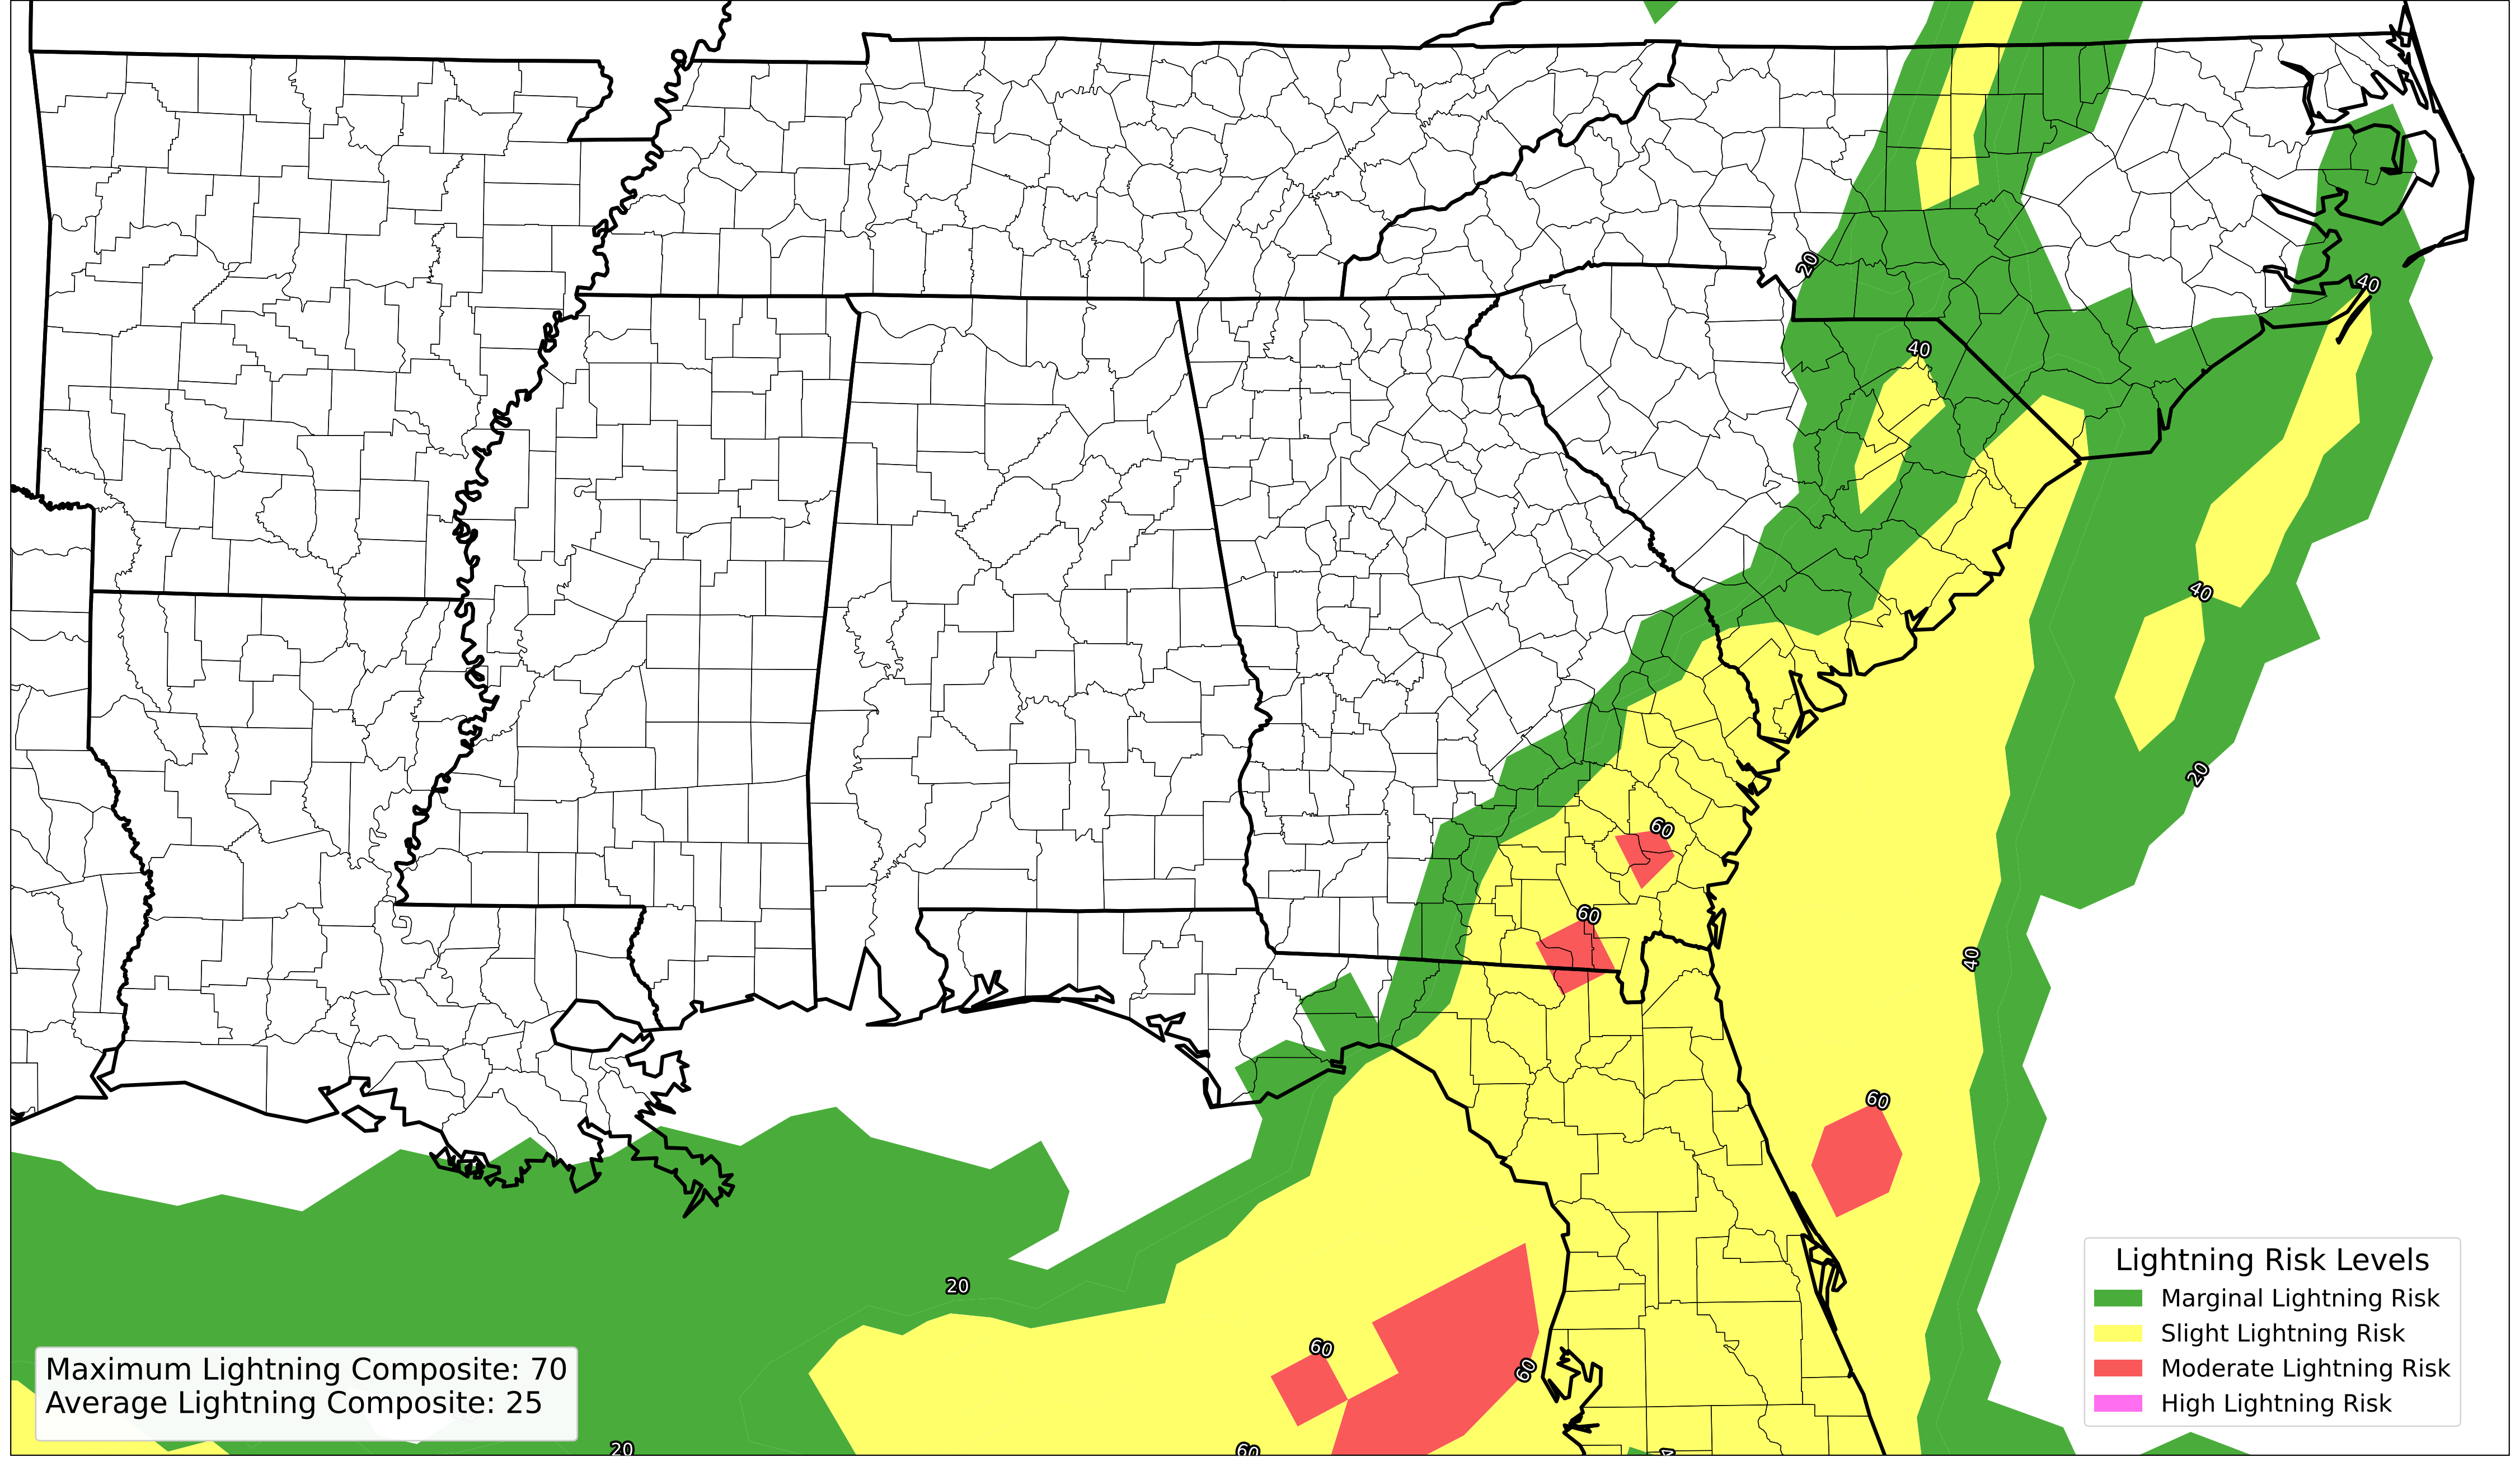 20
40
40
40
20
60
60
40
60
20
60
60
20
60
Maximum Lightning Composite: 70
Average Lightning Composite: 25
Lightning Risk Levels
Marginal Lightning Risk
Slight Lightning Risk
Moderate Lightning Risk
High Lightning Risk